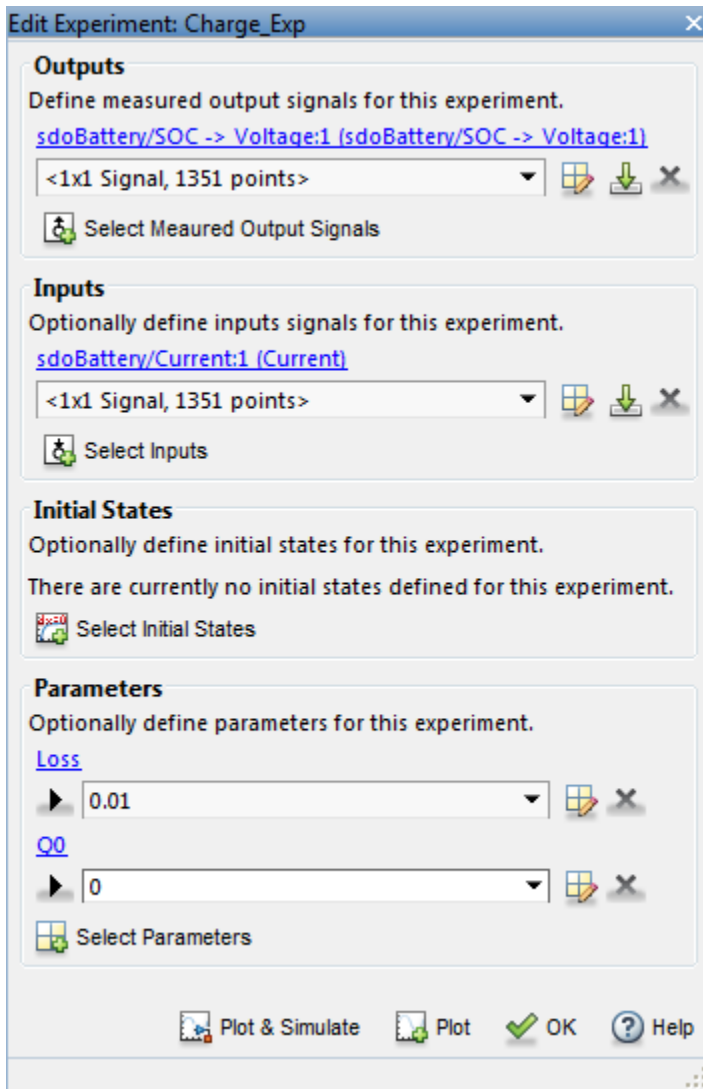 Edit Experiment: Charge_Exp
Outputs
Define measured output signals for this experiment.
sdoBattery/SOC -> Voltage:1 (sdoBattery/SOC -> Voltage:1)
<1x1 Signal, 1351 points>
Select Meaured Output Signals
Inputs
Optionally define inputs signals for this experiment.
sdoBattery/Current:1 (Current)
<1x1 Signal, 1351 points>
Select Inputs
Initial States
Optionally define initial states for this experiment.
There are currently no initial states defined for this experiment.
Select Initial States
Parameters
Optionally define parameters for this experiment.
Loss
0.01
Q0
0
Select Parameters
Plot & Simulate Plot OK Help